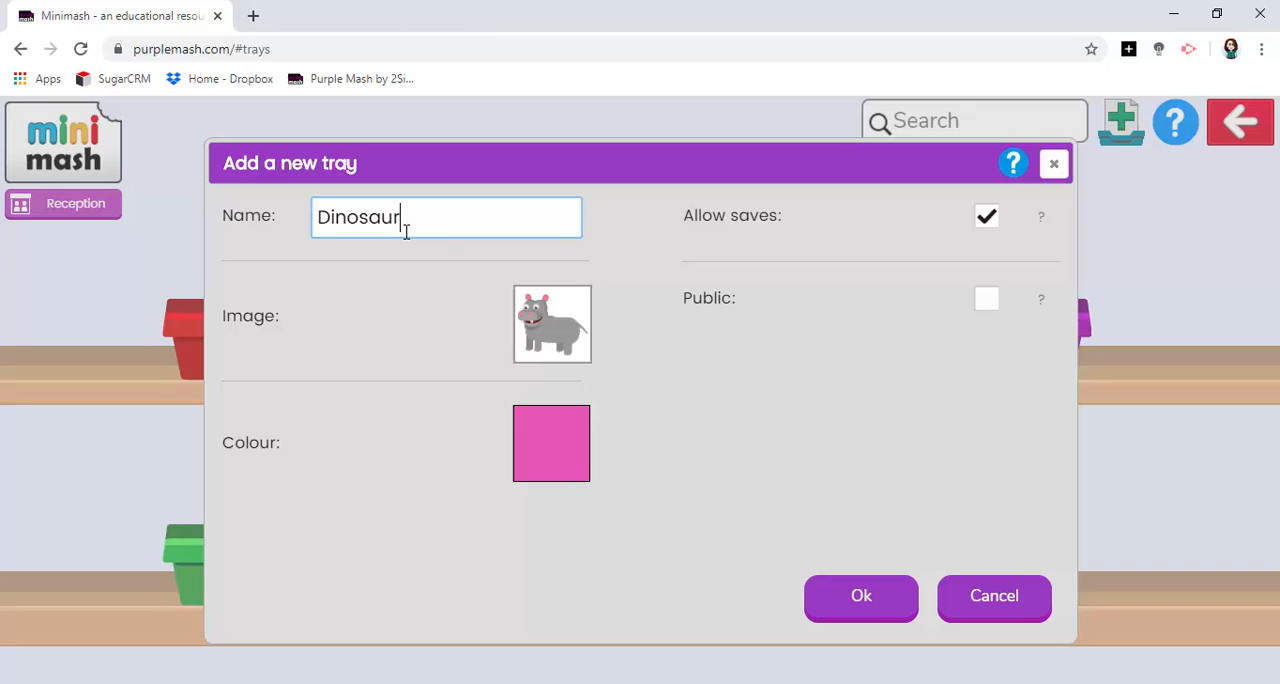 Minimash - an educational resou
purplemash.com/#trays
Apps SugarCRM Home - Dropbox Purple Mash by 2Si...
mini
mash
Search
?
Reception
Add a new tray
?
Name: Dinosaur
Allow saves: ?
Image:
Public: ?
Colour:
Ok Cancel